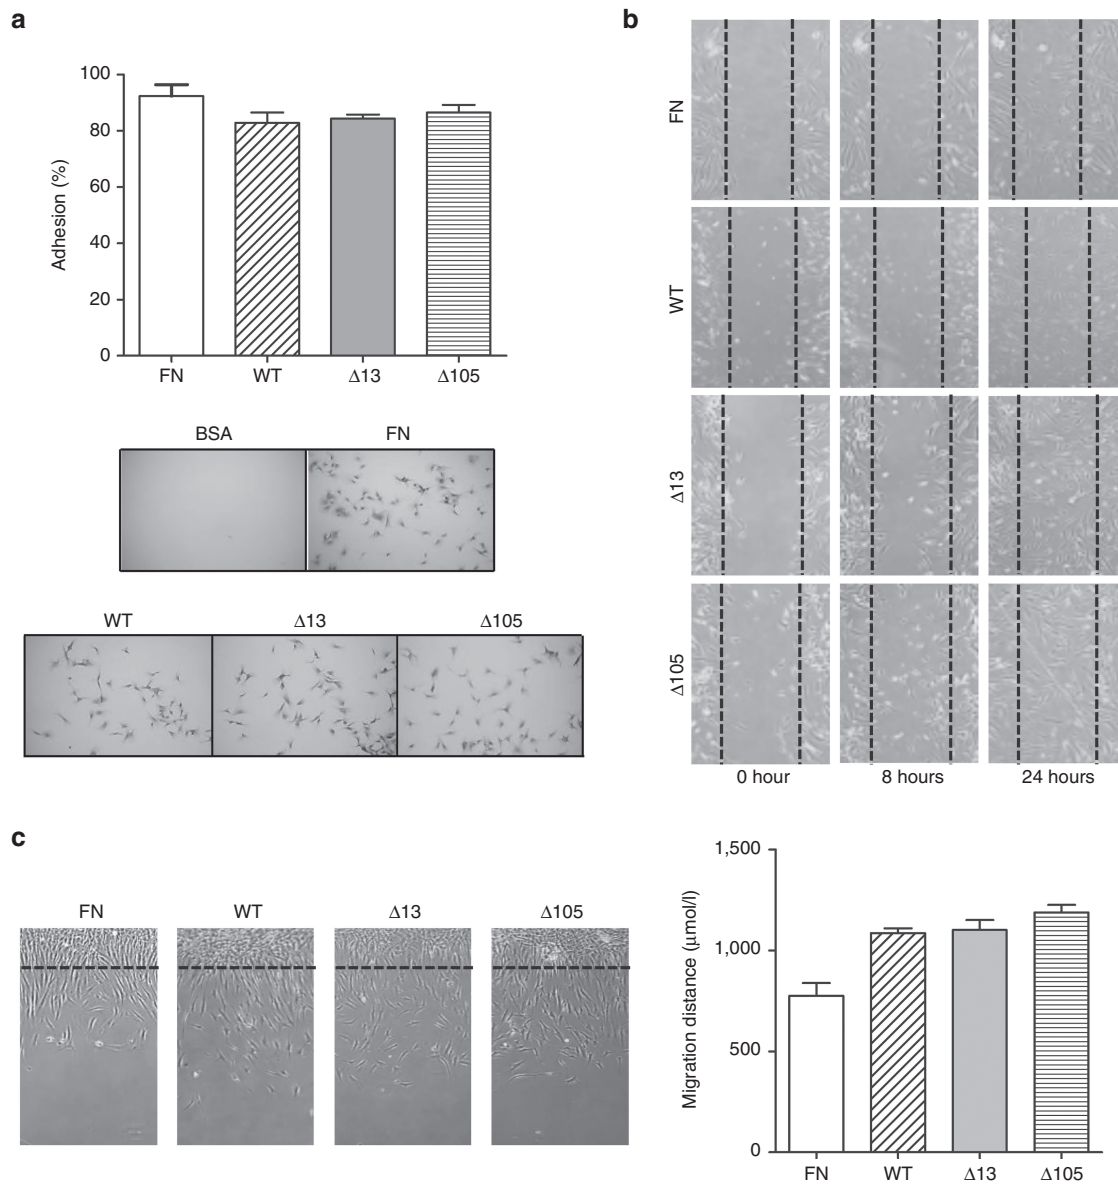 a
100
80
60
40
20
0
Adhesion (%)
FN WT Δ13 Δ105
BSA FN
WT Δ13 Δ105
b
FN
WT
Δ13
Δ105
0 hour 8 hours 24 hours
c
FN WT Δ13 Δ105
1,500
1,000
500
0
Migration distance (μmol/l)
FN WT Δ13 Δ105